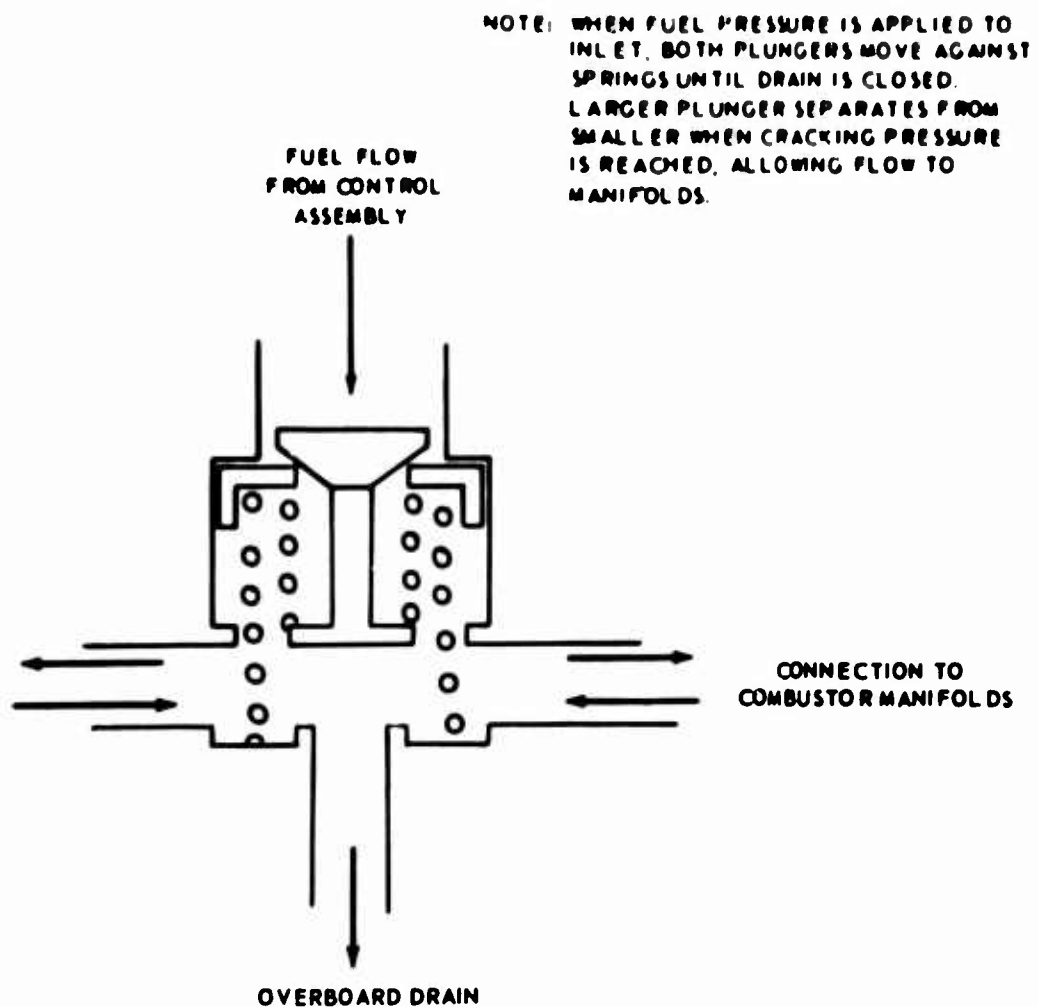 NOTE: WHEN FUEL PRESSURE IS APPLIED TO
INLET, BOTH PLUNGERS MOVE AGAINST
SPRINGS UNTIL DRAIN IS CLOSED.
LARGER PLUNGER SEPARATES FROM
SMALLER WHEN CRACKING PRESSURE
IS REACHED, ALLOWING FLOW TO
MANIFOLDS.
FUEL FLOW
FROM CONTROL
ASSEMBLY
CONNECTION TO
COMBUSTOR MANIFOLDS
OVERBOARD DRAIN